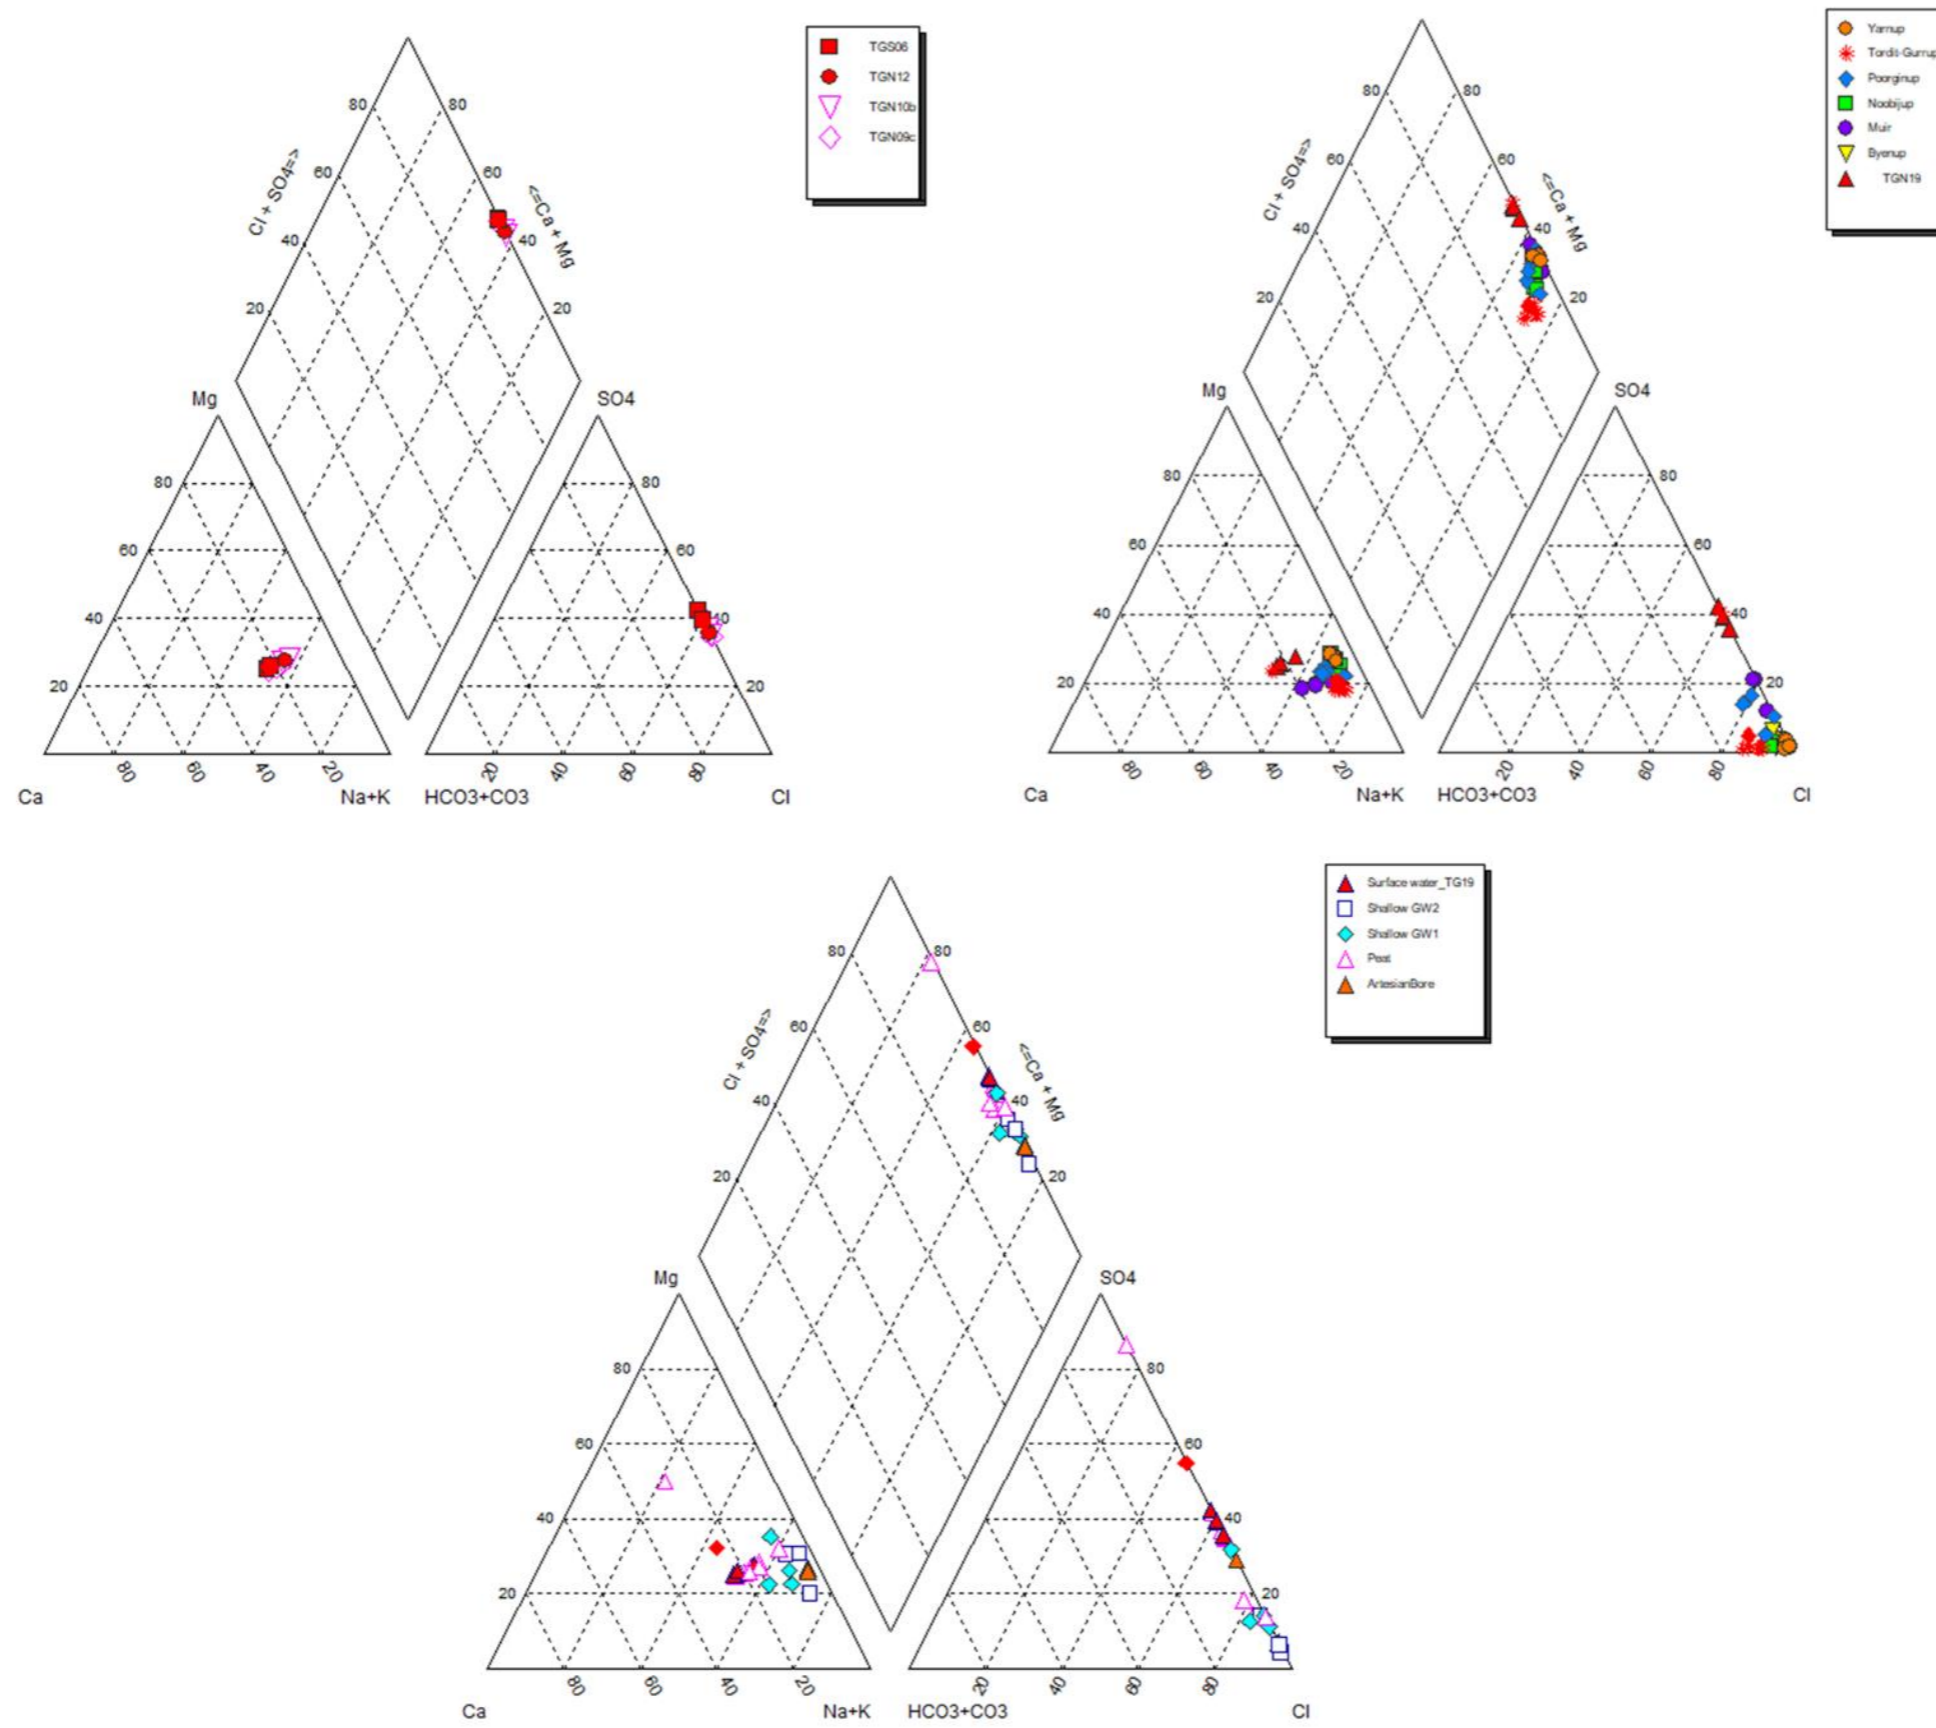 TGS06
TGN12
TGN10b
TGN09c
80 80
60 60
40 40
20 20
Cl + SO4=>
<=Ca + Mg
Mg
SO4
80 80
60 60
40 40
20 20
80 60 40 20
20 40 60 80
Ca
Na+K
HCO3+CO3
Cl
Yarnup
Tordit-Gurrup
Poorginup
Noobijup
Muir
Byenup
TGN19
80 80
60 60
40 40
20 20
Cl + SO4=>
<=Ca + Mg
Mg
SO4
80 80
60 60
40 40
20 20
80 60 40 20
20 40 60 80
Ca
Na+K
HCO3+CO3
Cl
Surface water_TG19
Shallow GW2
Shallow GW1
Peat
ArtesianBore
80 80
60 60
40 40
20 20
Cl + SO4=>
<=Ca + Mg
Mg
SO4
80 80
60 60
40 40
20 20
80 60 40 20
20 40 60 80
Ca
Na+K
HCO3+CO3
Cl